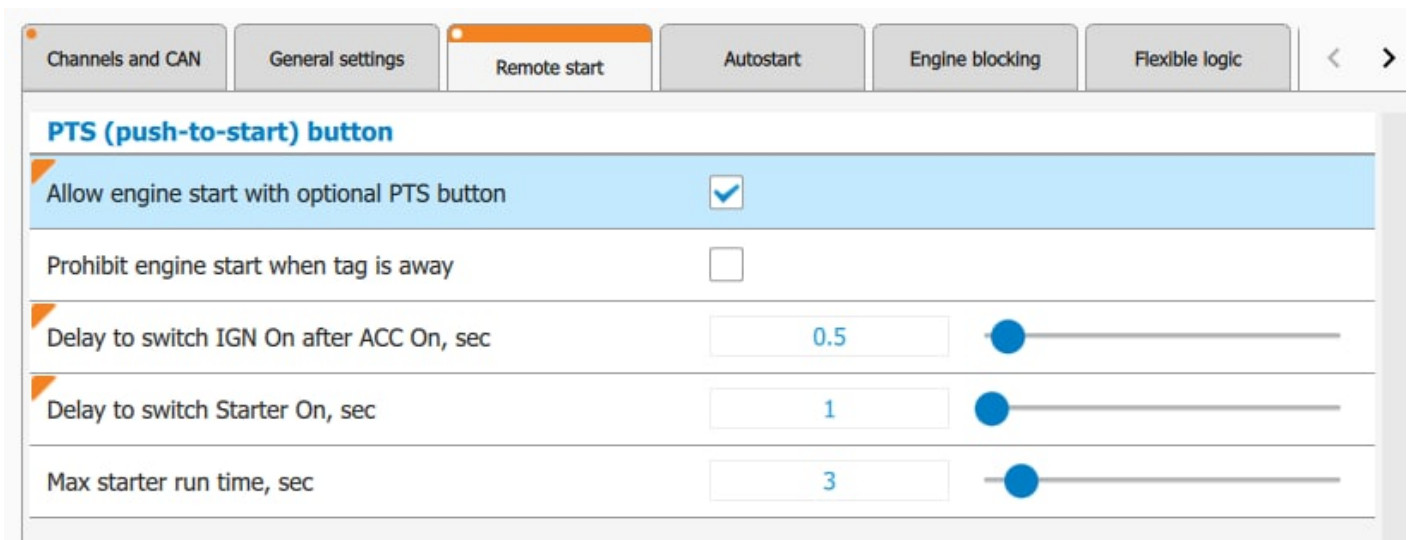 Channels and CAN General settings Remote start Autostart Engine blocking Flexible logic
PTS (push-to-start) button
Allow engine start with optional PTS button
Prohibit engine start when tag is away
Delay to switch IGN On after ACC On, sec 0.5
Delay to switch Starter On, sec 1
Max starter run time, sec 3